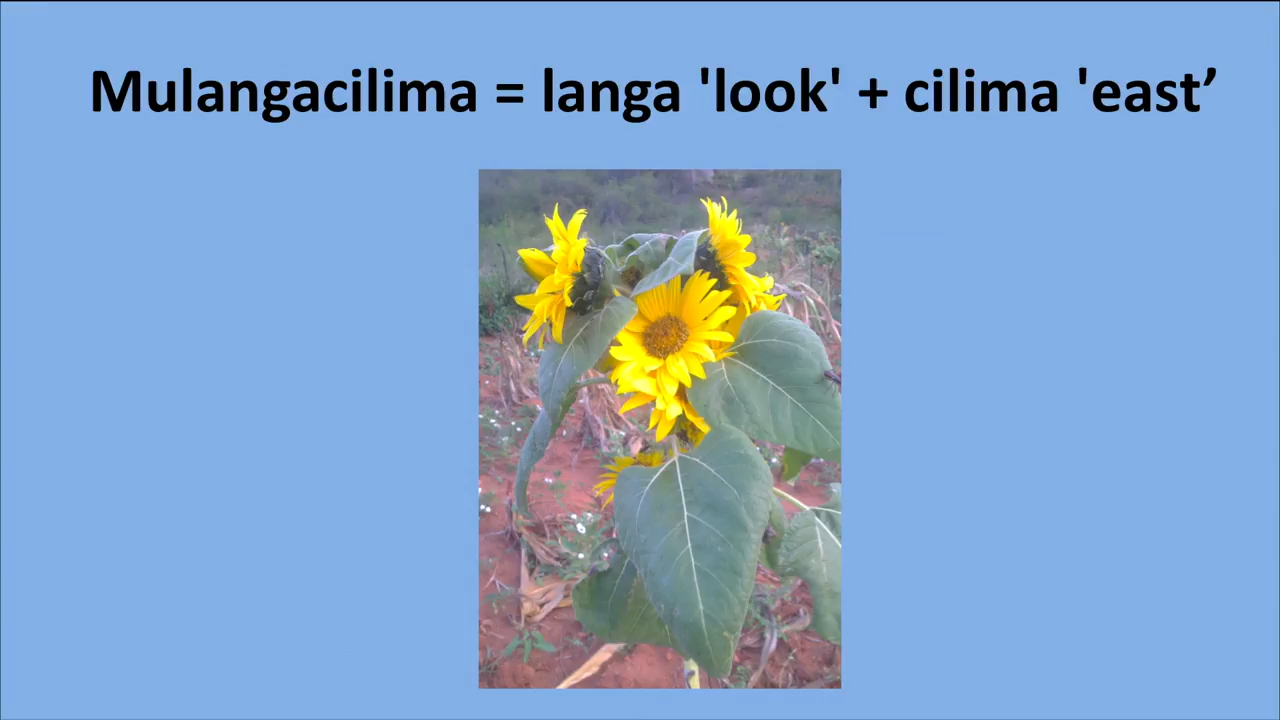 Mulangacilima = langa 'look' + cilima 'east’